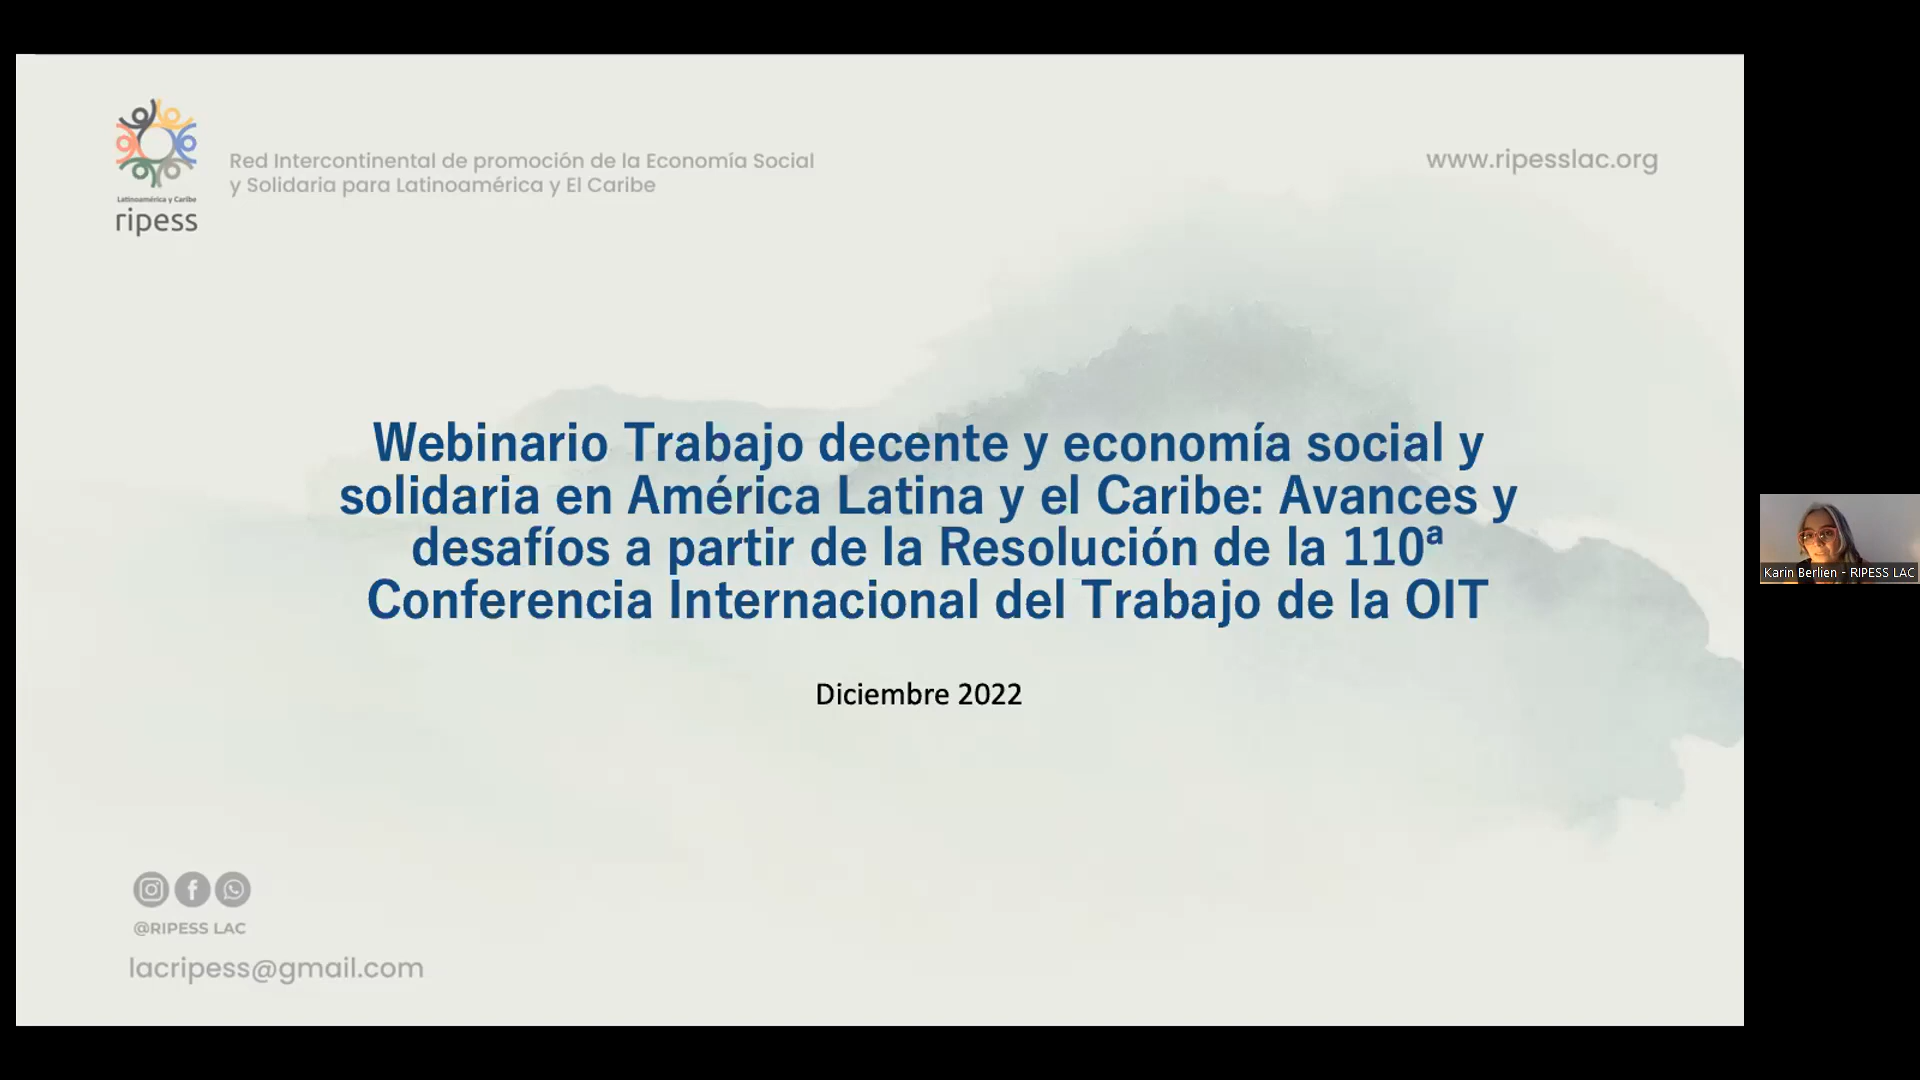 Red Intercontinental de promoción de la Economía Social
y Solidaria para Latinoamérica y El Caribe
www.ripesslac.org
Latinoamérica y Caribe
ripess
Webinario Trabajo decente y economía social y
solidaria en América Latina y el Caribe: Avances y
desafíos a partir de la Resolución de la 110ª
Conferencia Internacional del Trabajo de la OIT
Karin Berlien - RIPESS LAC
Diciembre 2022
@RIPESS LAC
lacripess@gmail.com